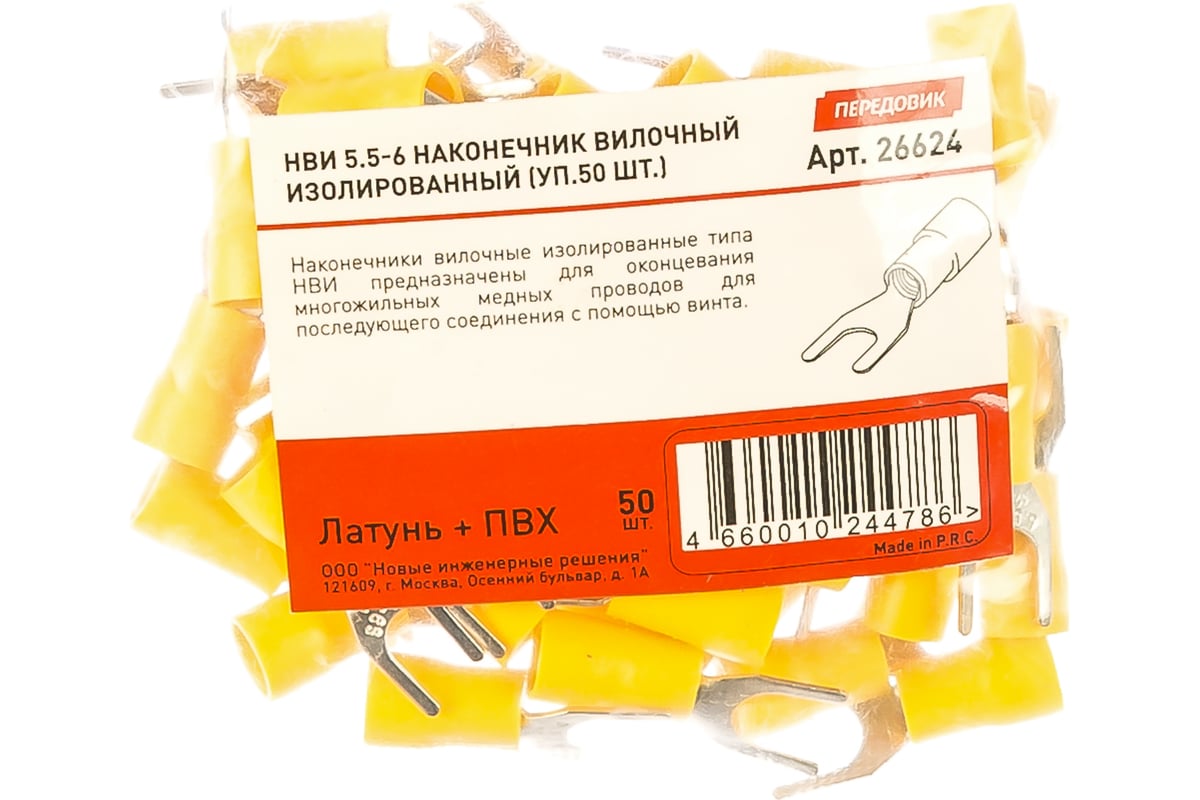 ПЕРЕДОВИК
НВИ 5.5-6 НАКОНЕЧНИК ВИЛОЧНЫЙ
ИЗОЛИРОВАННЫЙ (УП.50 ШТ.)
Арт. 26624
Наконечники вилочные изолированные типа
НВИ предназначены для оконцевания
многожильных медных проводов для
последующего соединения с помощью винта.
Латунь + ПВХ
50
ШТ.
ООО "Новые инженерные решения"
121609, г. Москва, Осенний бульвар, д. 1А
4 660010 244786 >
Made in P.R.C.